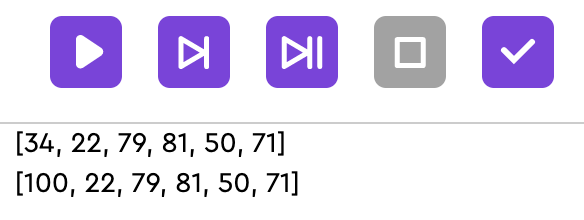 [34, 22, 79, 81, 50, 71]
[100, 22, 79, 81, 50, 71]